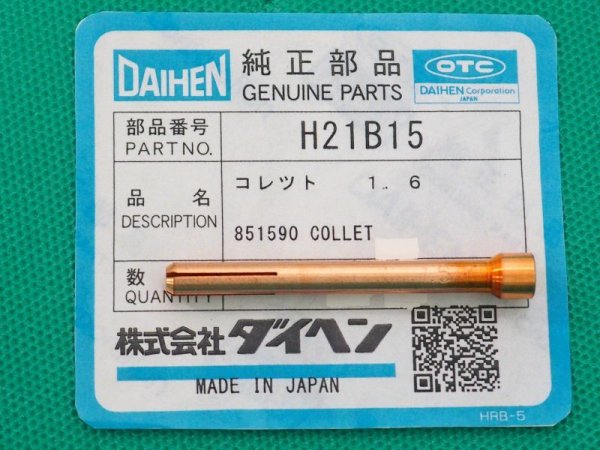 DAIHEN
純正部品
GENUINE PARTS
OTC
DAIHEN Corporation
JAPAN
部品番号
PART NO.
H21B15
品 名
DESCRIPTION
コレツト 1. 6
851590 COLLET
数
QUANTITY
株式会社ダイヘン
MADE IN JAPAN
HRB-5